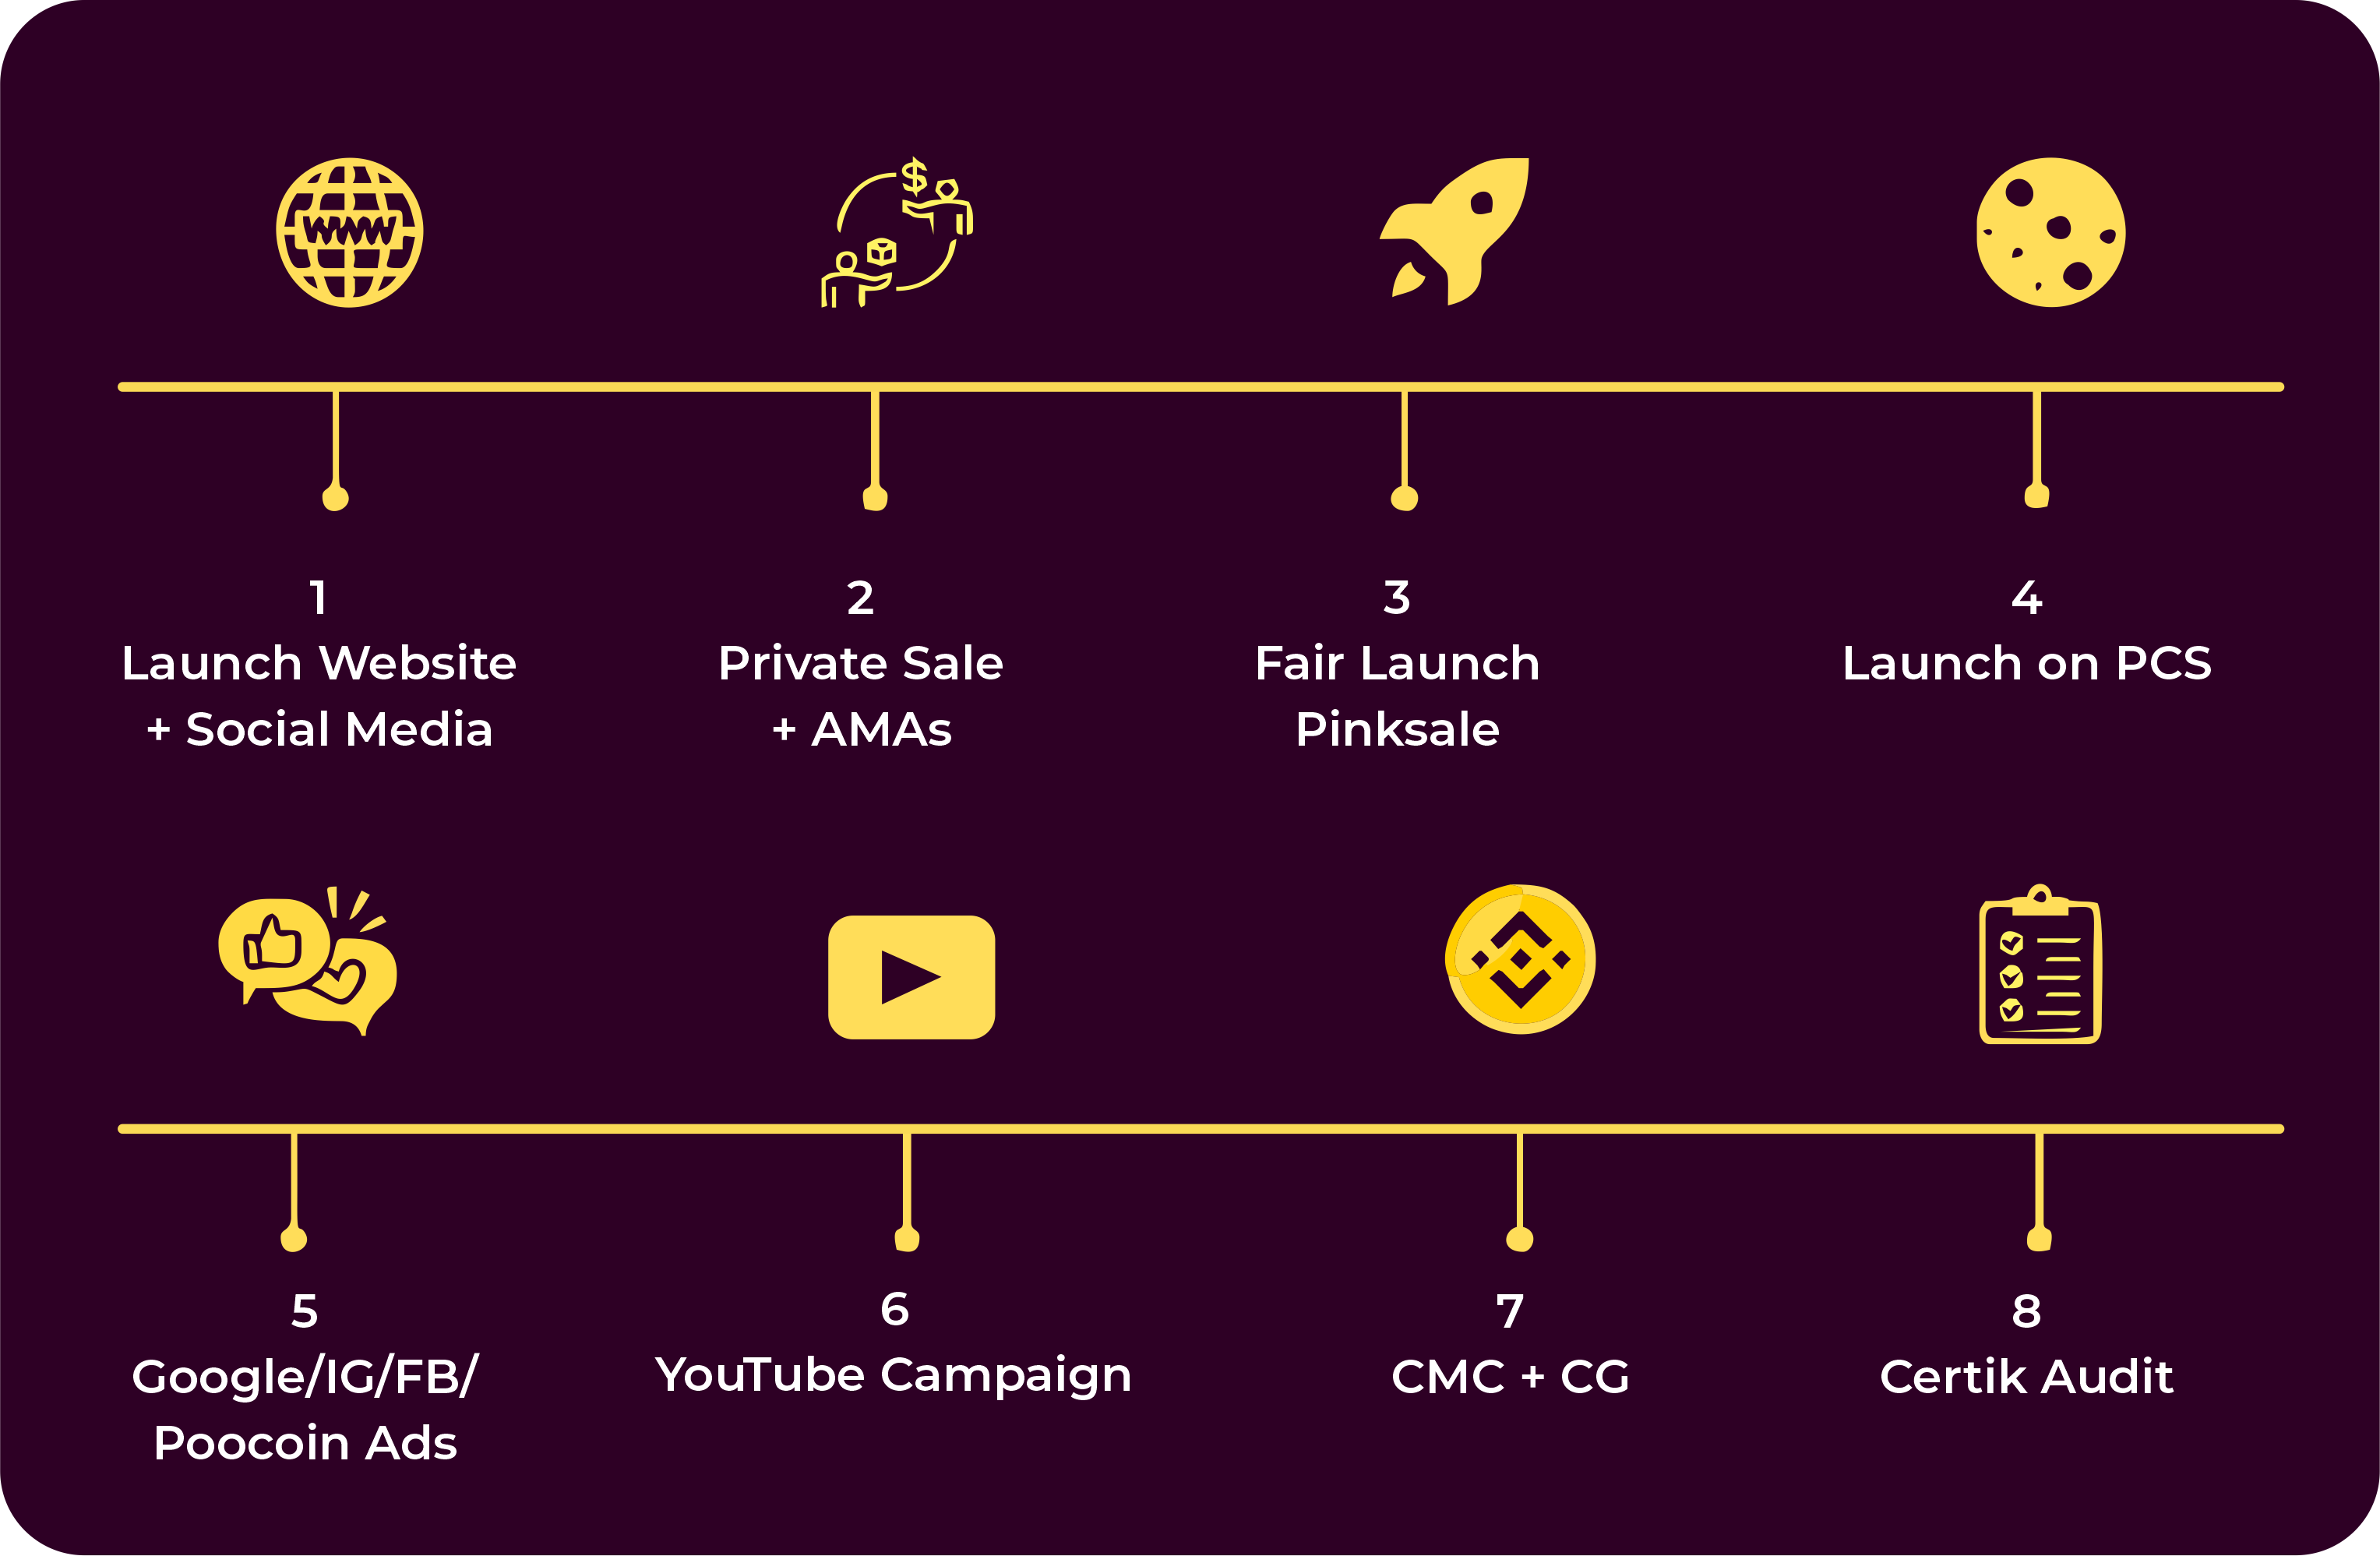 WWW
1
Launch Website
+ Social Media
2
Private Sale
+ AMAs
3
Fair Launch
Pinksale
4
Launch on PCS
5
Google/IG/FB/
Poocoin Ads
6
YouTube Campaign
7
CMC + CG
8
Certik Audit